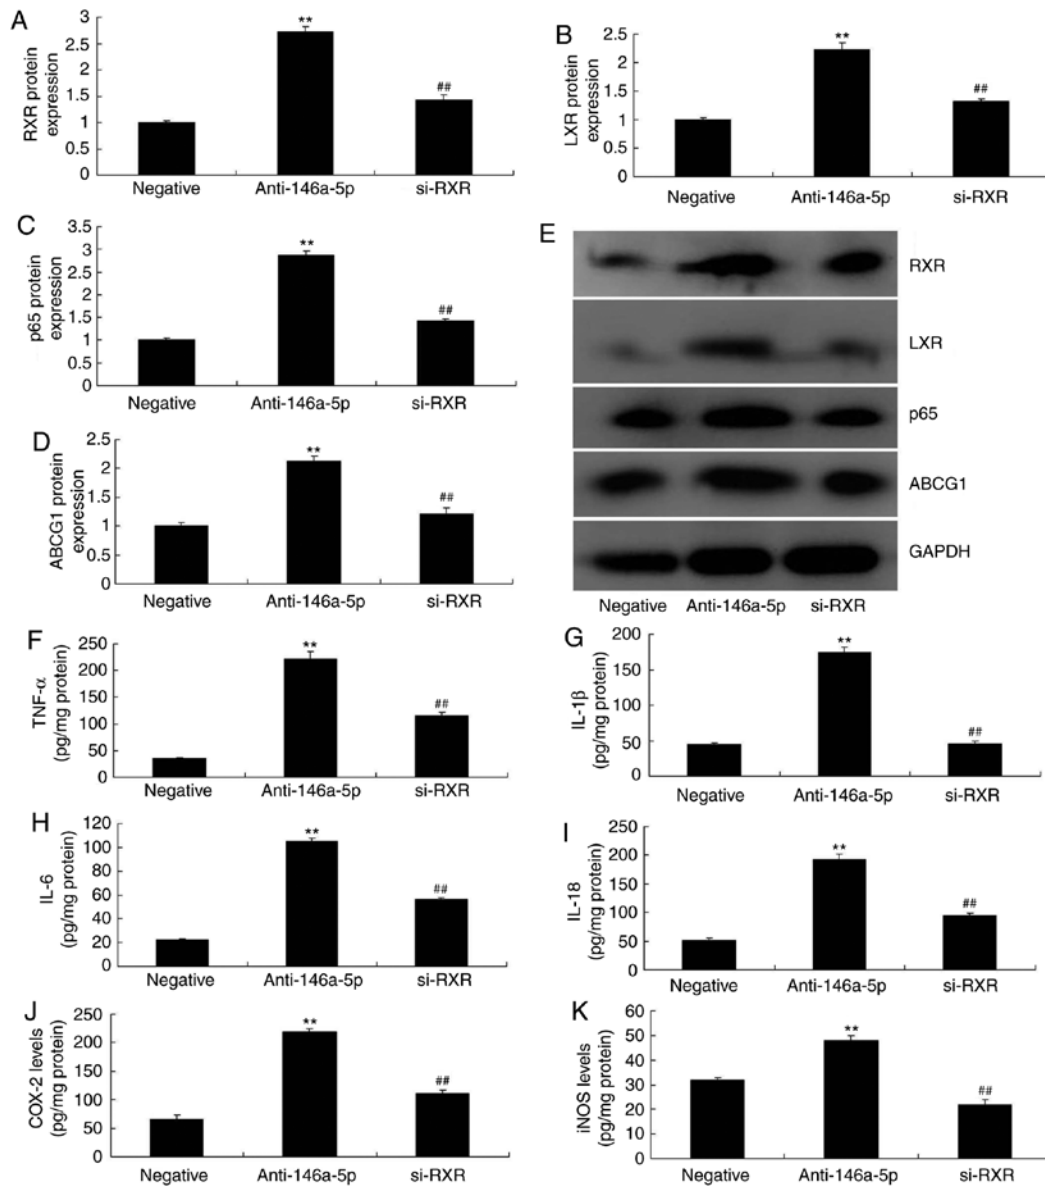 A
RXR protein
expression
3
2.5
2
1.5
1
0.5
0
**
##
Negative
Anti-146a-5p
si-RXR
B
LXR protein
expression
2.5
2
1.5
1
0.5
0
**
##
Negative
Anti-146a-5p
si-RXR
C
p65 protein
expression
3.5
3
2.5
2
1.5
1
0.5
0
**
##
Negative
Anti-146a-5p
si-RXR
D
ABCG1 protein
expression
2.5
2
1.5
1
0.5
0
**
##
Negative
Anti-146a-5p
si-RXR
E
RXR
LXR
p65
ABCG1
GAPDH
Negative
Anti-146a-5p
si-RXR
F
TNF-α
(pg/mg protein)
250
200
150
100
50
0
**
##
Negative
Anti-146a-5p
si-RXR
G
IL-1β
(pg/mg protein)
200
150
100
50
0
**
##
Negative
Anti-146a-5p
si-RXR
H
IL-6
(pg/mg protein)
120
100
80
60
40
20
0
**
##
Negative
Anti-146a-5p
si-RXR
I
IL-18
(pg/mg protein)
250
200
150
100
50
0
**
##
Negative
Anti-146a-5p
si-RXR
J
COX-2 levels
(pg/mg protein)
250
200
150
100
50
0
**
##
Negative
Anti-146a-5p
si-RXR
K
iNOS levels
(pg/mg protein)
60
50
40
30
20
10
0
**
##
Negative
Anti-146a-5p
si-RXR